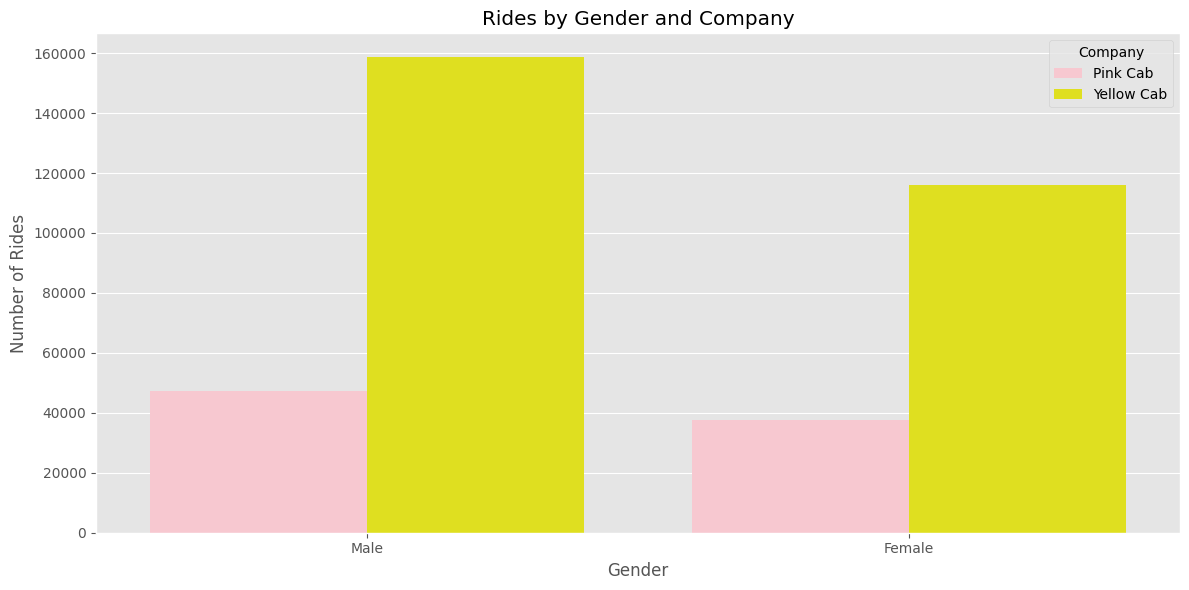 Rides by Gender and Company
Company
Pink Cab
Yellow Cab
Number of Rides
160000
140000
120000
100000
80000
60000
40000
20000
0
Male
Female
Gender